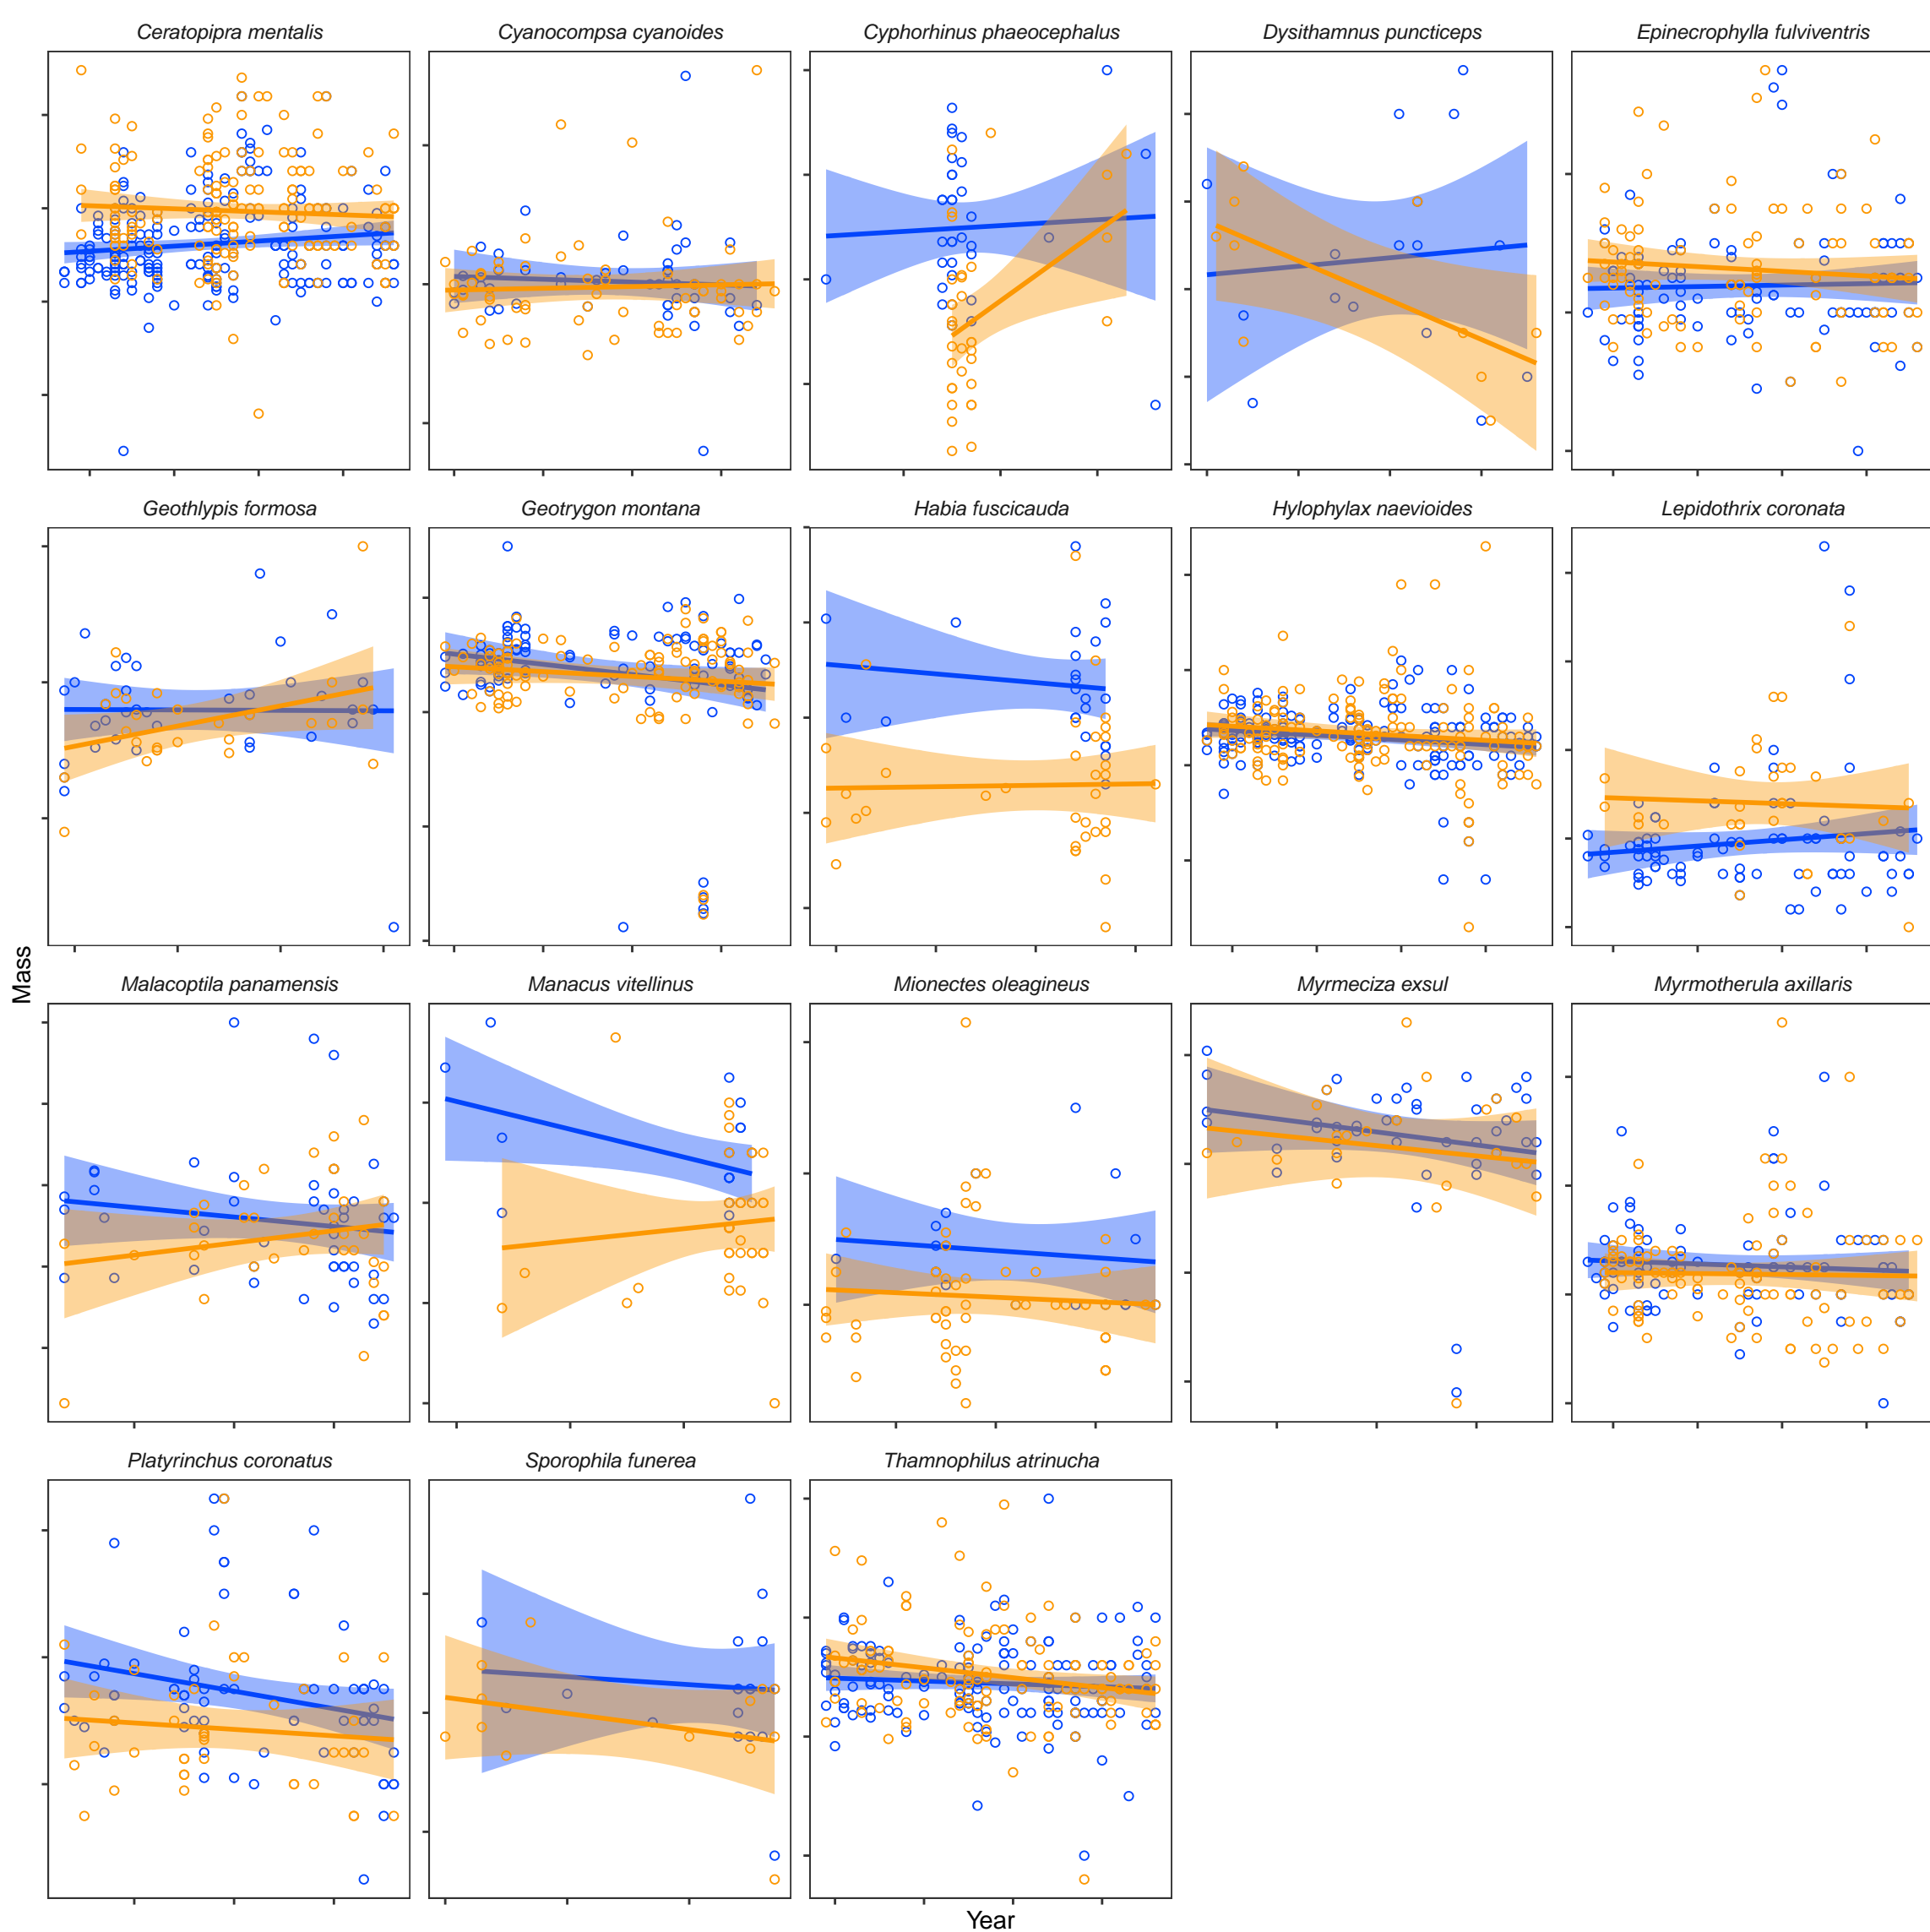 Ceratopipra mentalis
Cyanocompsa cyanoides
Cyphorhinus phaeocephalus
Dysithamnus puncticeps
Epinecrophylla fulviventris
Geothlypis formosa
Geotrygon montana
Habia fuscicauda
Hylophylax naevioides
Lepidothrix coronata
Mass
Malacoptila panamensis
Manacus vitellinus
Mionectes oleagineus
Myrmeciza exsul
Myrmotherula axillaris
Platyrinchus coronatus
Sporophila funerea
Thamnophilus atrinucha
Year